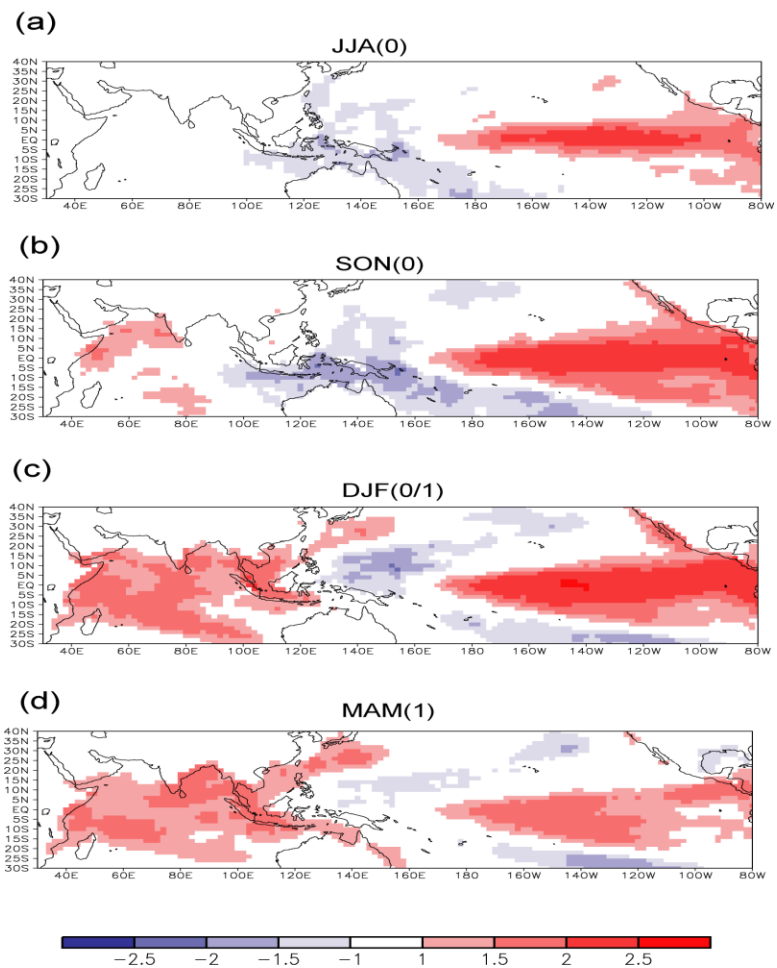 (a)
JJA(0)
40N
35N
30N
25N
20N
15N
10N
5N
EQ
5S
10S
15S
20S
25S
30S
40E 60E 80E 100E 120E 140E 160E 180 160W 140W 120W 100W 80W
(b)
SON(0)
40N
35N
30N
25N
20N
15N
10N
5N
EQ
5S
10S
15S
20S
25S
30S
40E 60E 80E 100E 120E 140E 160E 180 160W 140W 120W 100W 80W
(c)
DJF(0/1)
40N
35N
30N
25N
20N
15N
10N
5N
EQ
5S
10S
15S
20S
25S
30S
40E 60E 80E 100E 120E 140E 160E 180 160W 140W 120W 100W 80W
(d)
MAM(1)
40N
35N
30N
25N
20N
15N
10N
5N
EQ
5S
10S
15S
20S
25S
30S
40E 60E 80E 100E 120E 140E 160E 180 160W 140W 120W 100W 80W
−2.5 −2 −1.5 −1 1 1.5 2 2.5